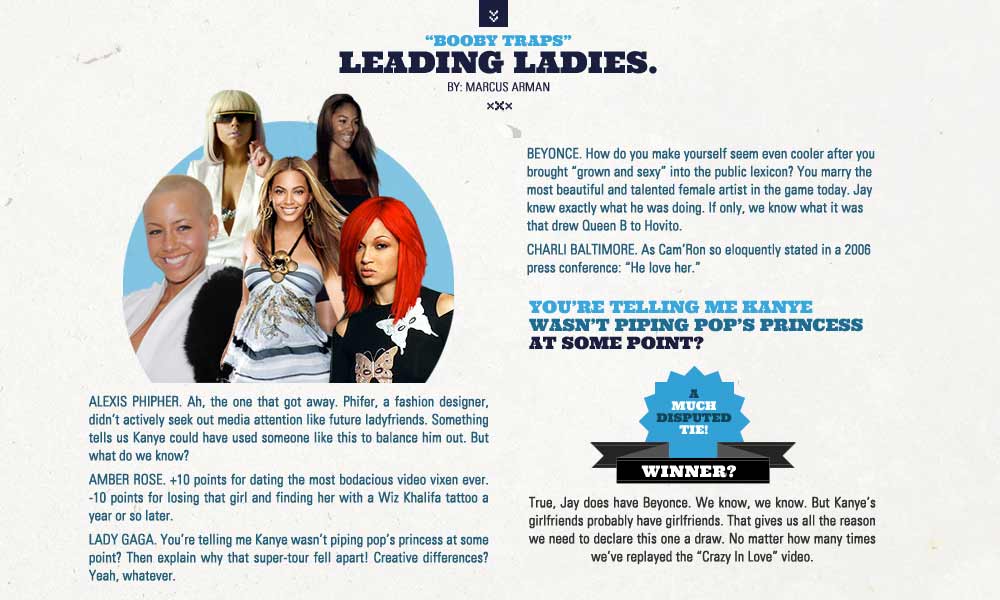 “BOOBY TRAPS”
LEADING LADIES.
BY: MARCUS ARMAN
ALEXIS PHIPHER. Ah, the one that got away. Phifer, a fashion designer,
didn’t actively seek out media attention like future ladyfriends. Something
tells us Kanye could have used someone like this to balance him out. But
what do we know?
AMBER ROSE. +10 points for dating the most bodacious video vixen ever.
-10 points for losing that girl and finding her with a Wiz Khalifa tattoo a
year or so later.
LADY GAGA. You’re telling me Kanye wasn’t piping pop’s princess at some
point? Then explain why that super-tour fell apart! Creative differences?
Yeah, whatever.
BEYONCE. How do you make yourself seem even cooler after you
brought “grown and sexy” into the public lexicon? You marry the
most beautiful and talented female artist in the game today. Jay
knew exactly what he was doing. If only, we know what it was
that drew Queen B to Hovito.
CHARLI BALTIMORE. As Cam’Ron so eloquently stated in a 2006
press conference: “He love her.”
YOU’RE TELLING ME KANYE
WASN’T PIPING POP’S PRINCESS
AT SOME POINT?
A
MUCH
DISPUTED
TIE!
WINNER?
True, Jay does have Beyonce. We know, we know. But Kanye’s
girlfriends probably have girlfriends. That gives us all the reason
we need to declare this one a draw. No matter how many times
we’ve replayed the “Crazy In Love” video.